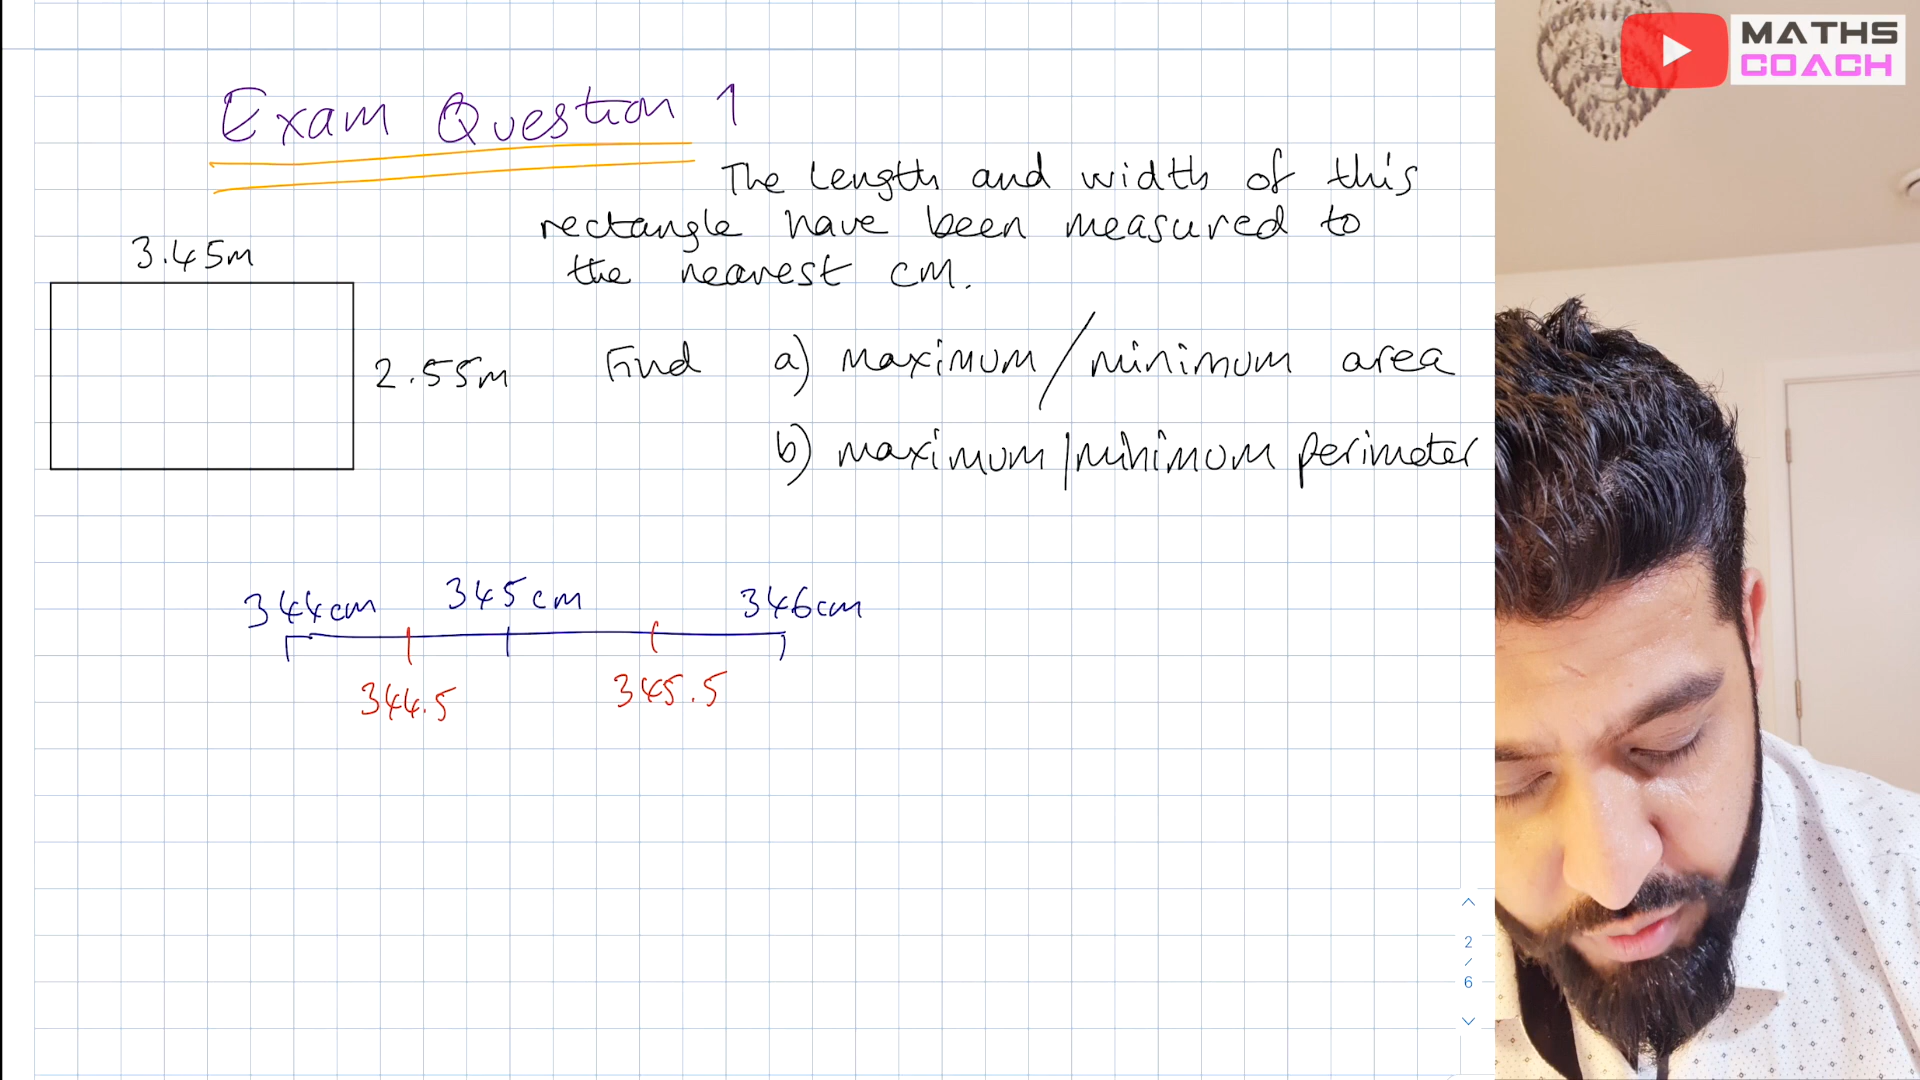 MATHS
COACH
Exam Question 1
The length and width of this
rectangle have been measured to
the nearest cm.
3.45m
2.55m
Find a) maximum/minimum area
b) maximum/minimum perimeter
344cm 345cm 346cm
344.5 345.5
2
/
6